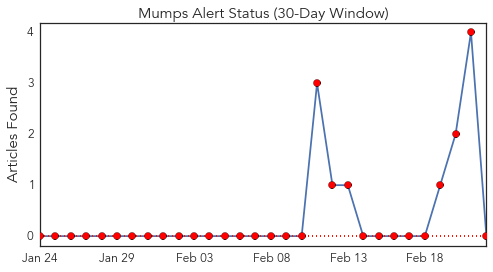 Mumps Alert Status (30-Day Window)
Articles Found
4
3
2
1
0
Jan 24 Jan 29 Feb 03 Feb 08 Feb 13 Feb 18